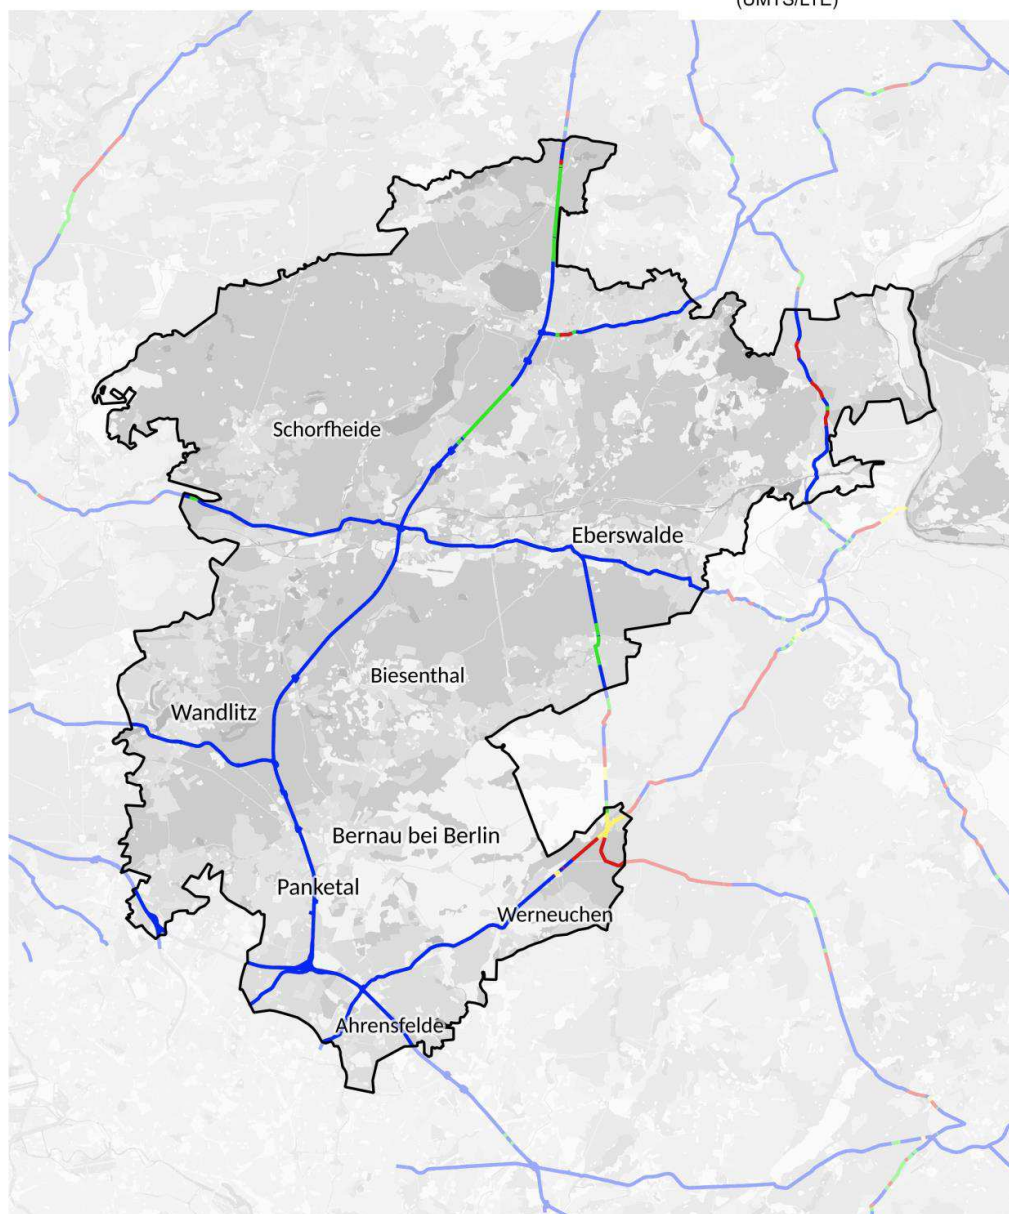 (UMTS/LTE)
Schorfheide
Eberswalde
Biesenthal
Wandlitz
Bernau bei Berlin
Panketal
Werneuchen
Ahrensfelde